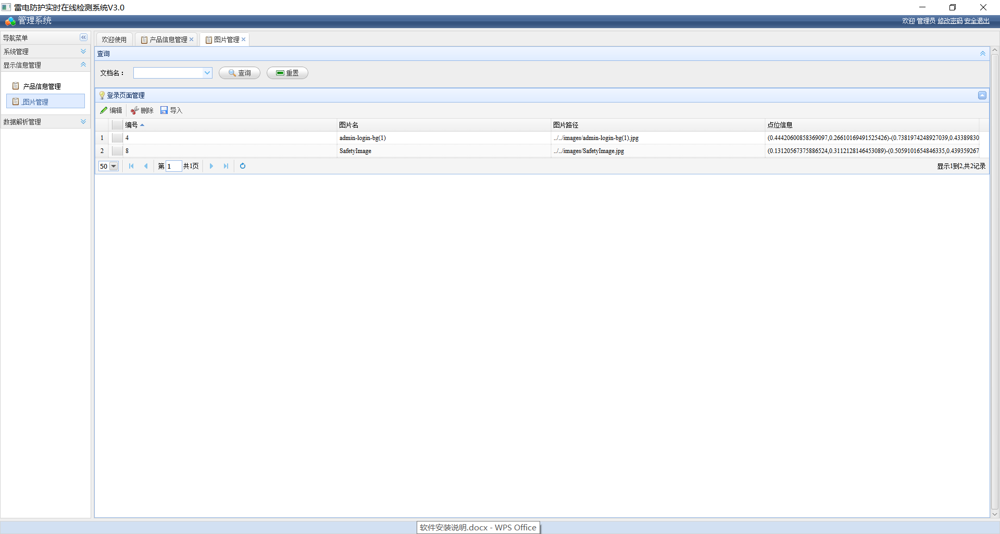 雷电防护实时在线检测系统V3.0
管理系统
欢迎 管理员 修改密码 安全退出
导航菜单
系统管理
显示信息管理
产品信息管理
图片管理
数据解析管理
欢迎使用 产品信息管理 图片管理
查询
文档名： 查询 重置
登录页面管理
编辑 删除 导入
编号 图片名 图片路径 点位信息
1 4 admin-login-bg(1) ../../images/admin-login-bg(1).jpg (0.44420600858369097,0.26610169491525426)-(0.7381974248927039,0.43389830
2 8 SafetyImage ../../images/SafetyImage.jpg (0.13120567375886524,0.3112128146453089)-(0.5059101654846335,0.439359267
50 第 1 共1页 显示1到2,共2记录
软件安装说明.docx - WPS Office